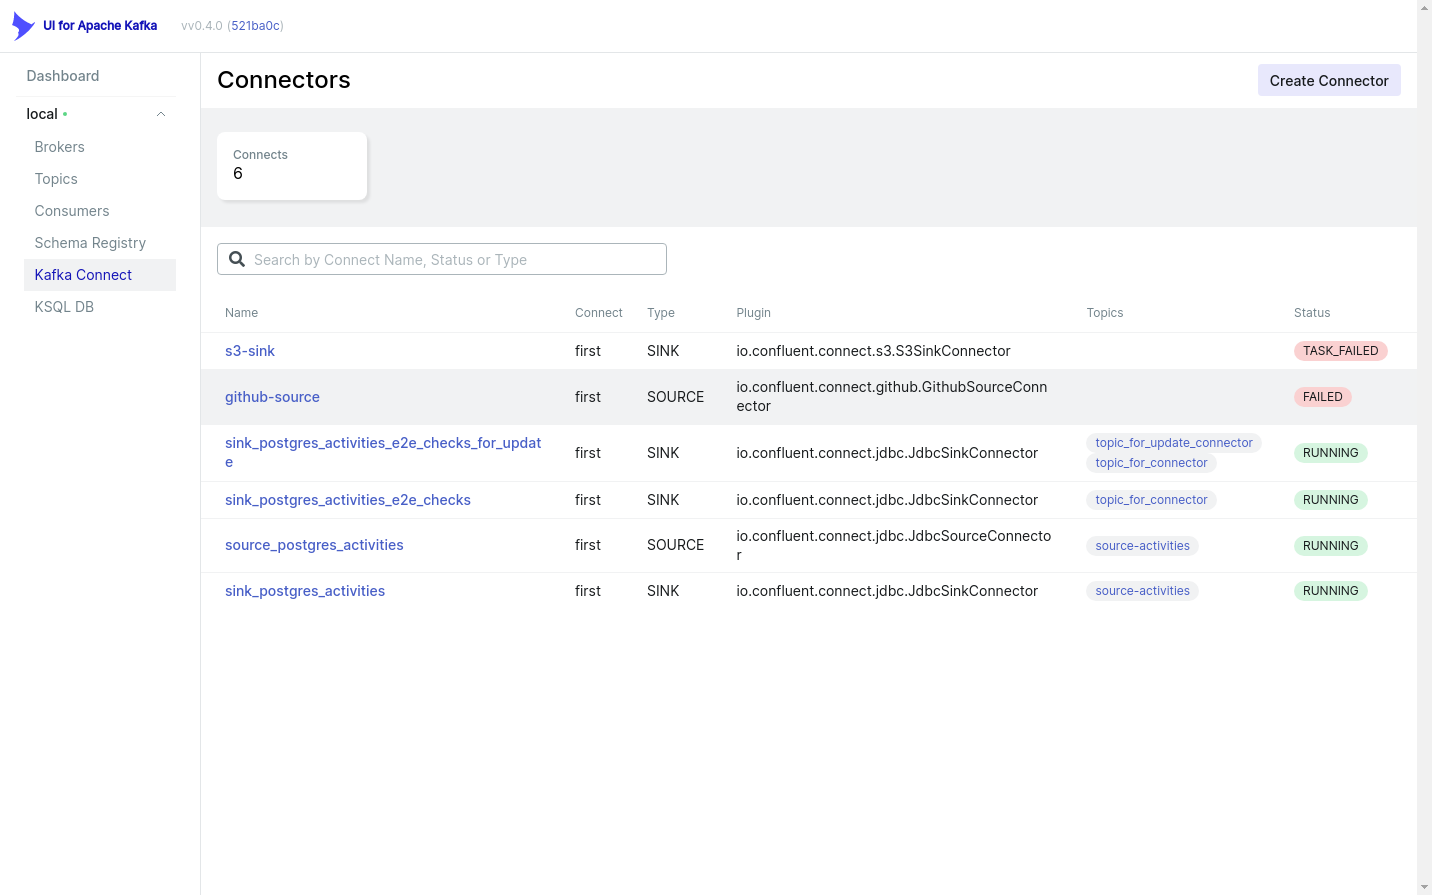 UI for Apache Kafka vv0.4.0 (521ba0c)
Dashboard
local
Brokers
Topics
Consumers
Schema Registry
Kafka Connect
KSQL DB
Connectors
Create Connector
Connects
6
Search by Connect Name, Status or Type
Name Connect Type Plugin Topics Status
s3-sink first SINK io.confluent.connect.s3.S3SinkConnector TASK_FAILED
github-source first SOURCE io.confluent.connect.github.GithubSourceConn
ector FAILED
sink_postgres_activities_e2e_checks_for_updat
e first SINK io.confluent.connect.jdbc.JdbcSinkConnector topic_for_update_connector
topic_for_connector RUNNING
sink_postgres_activities_e2e_checks first SINK io.confluent.connect.jdbc.JdbcSinkConnector topic_for_connector RUNNING
source_postgres_activities first SOURCE io.confluent.connect.jdbc.JdbcSourceConnecto
r source-activities RUNNING
sink_postgres_activities first SINK io.confluent.connect.jdbc.JdbcSinkConnector source-activities RUNNING